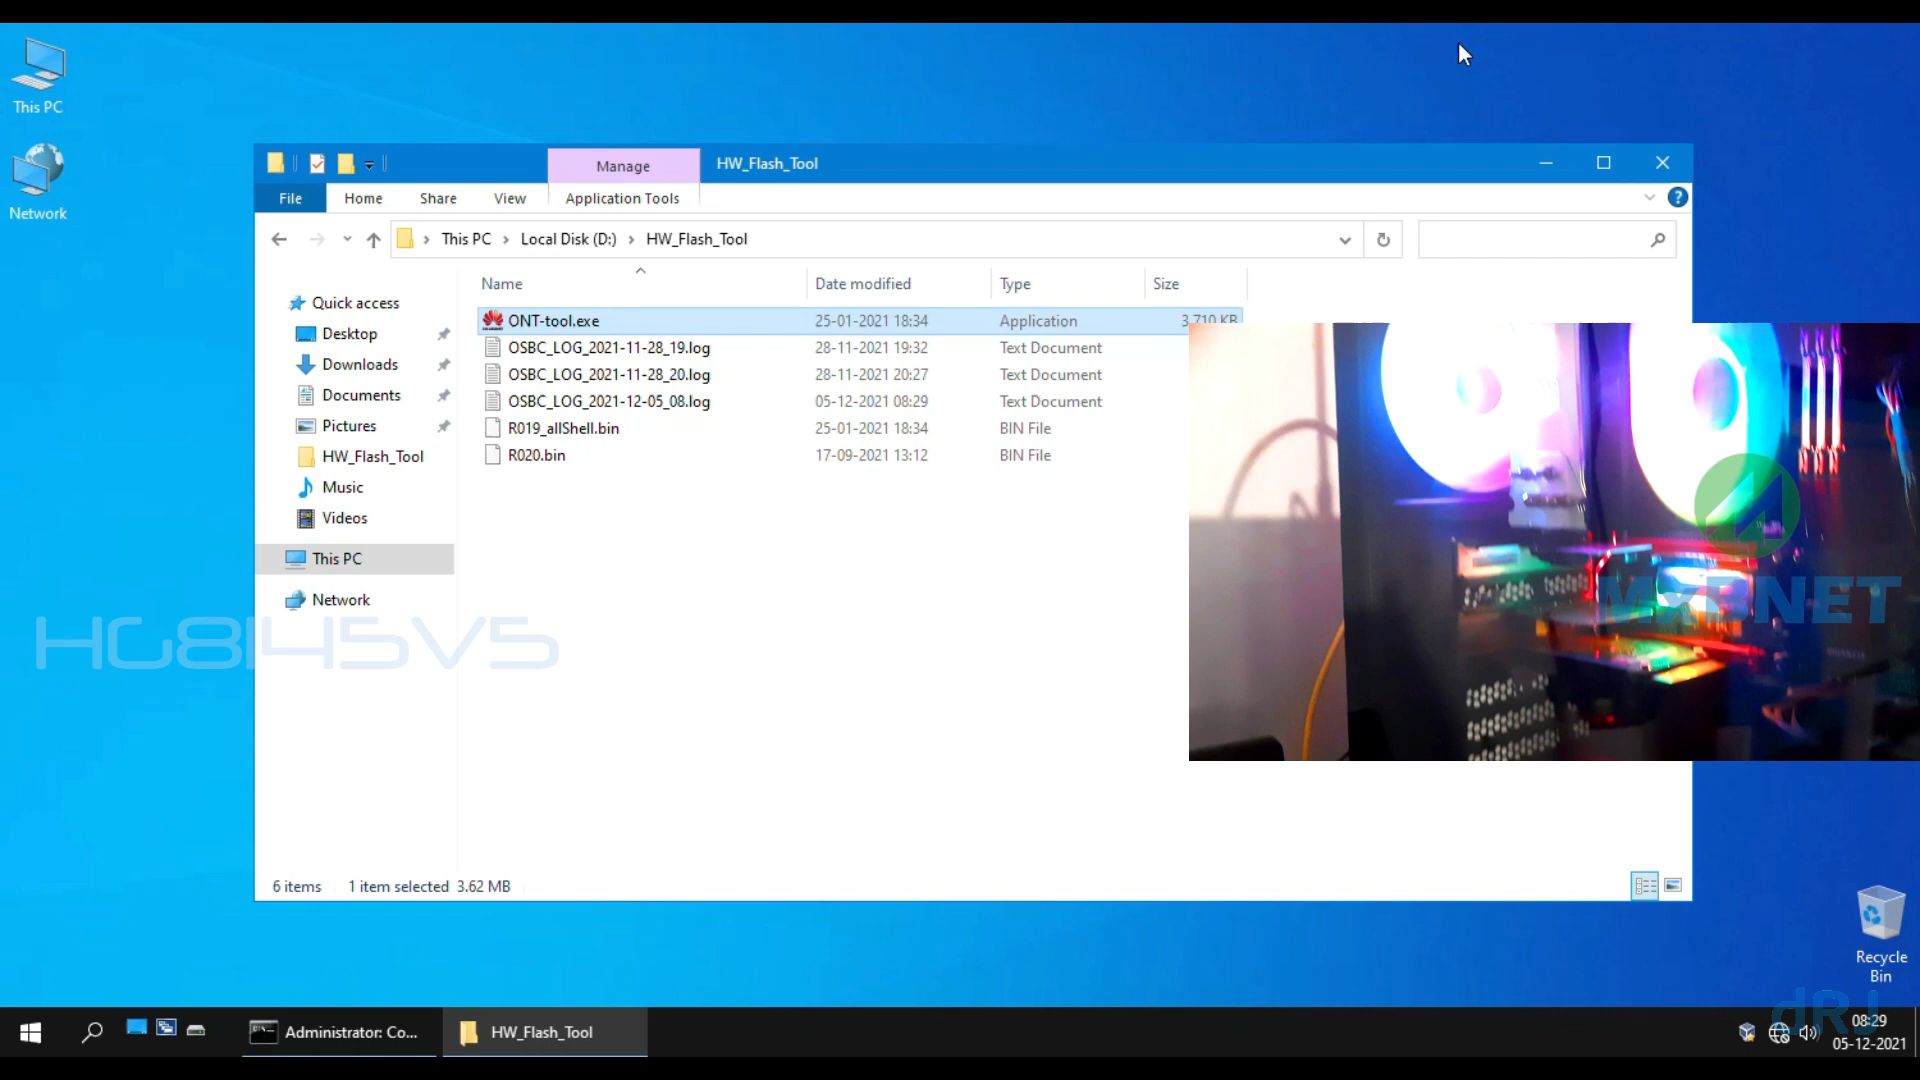 This PC
Network
Manage
HW_Flash_Tool
File
Home
Share
View
Application Tools
This PC
Local Disk (D:)
HW_Flash_Tool
Name
Date modified
Type
Size
Quick access
Desktop
Downloads
Documents
Pictures
HW_Flash_Tool
Music
Videos
This PC
Network
ONT-tool.exe 25-01-2021 18:34 Application 3,710 KB
OSBC_LOG_2021-11-28_19.log 28-11-2021 19:32 Text Document
OSBC_LOG_2021-11-28_20.log 28-11-2021 20:27 Text Document
OSBC_LOG_2021-12-05_08.log 05-12-2021 08:29 Text Document
R019_allShell.bin 25-01-2021 18:34 BIN File
R020.bin 17-09-2021 13:12 BIN File
HG8145V5
6 items 1 item selected 3.62 MB
Recycle
Bin
dRJ
Administrator: Co...
HW_Flash_Tool
08:29
05-12-2021